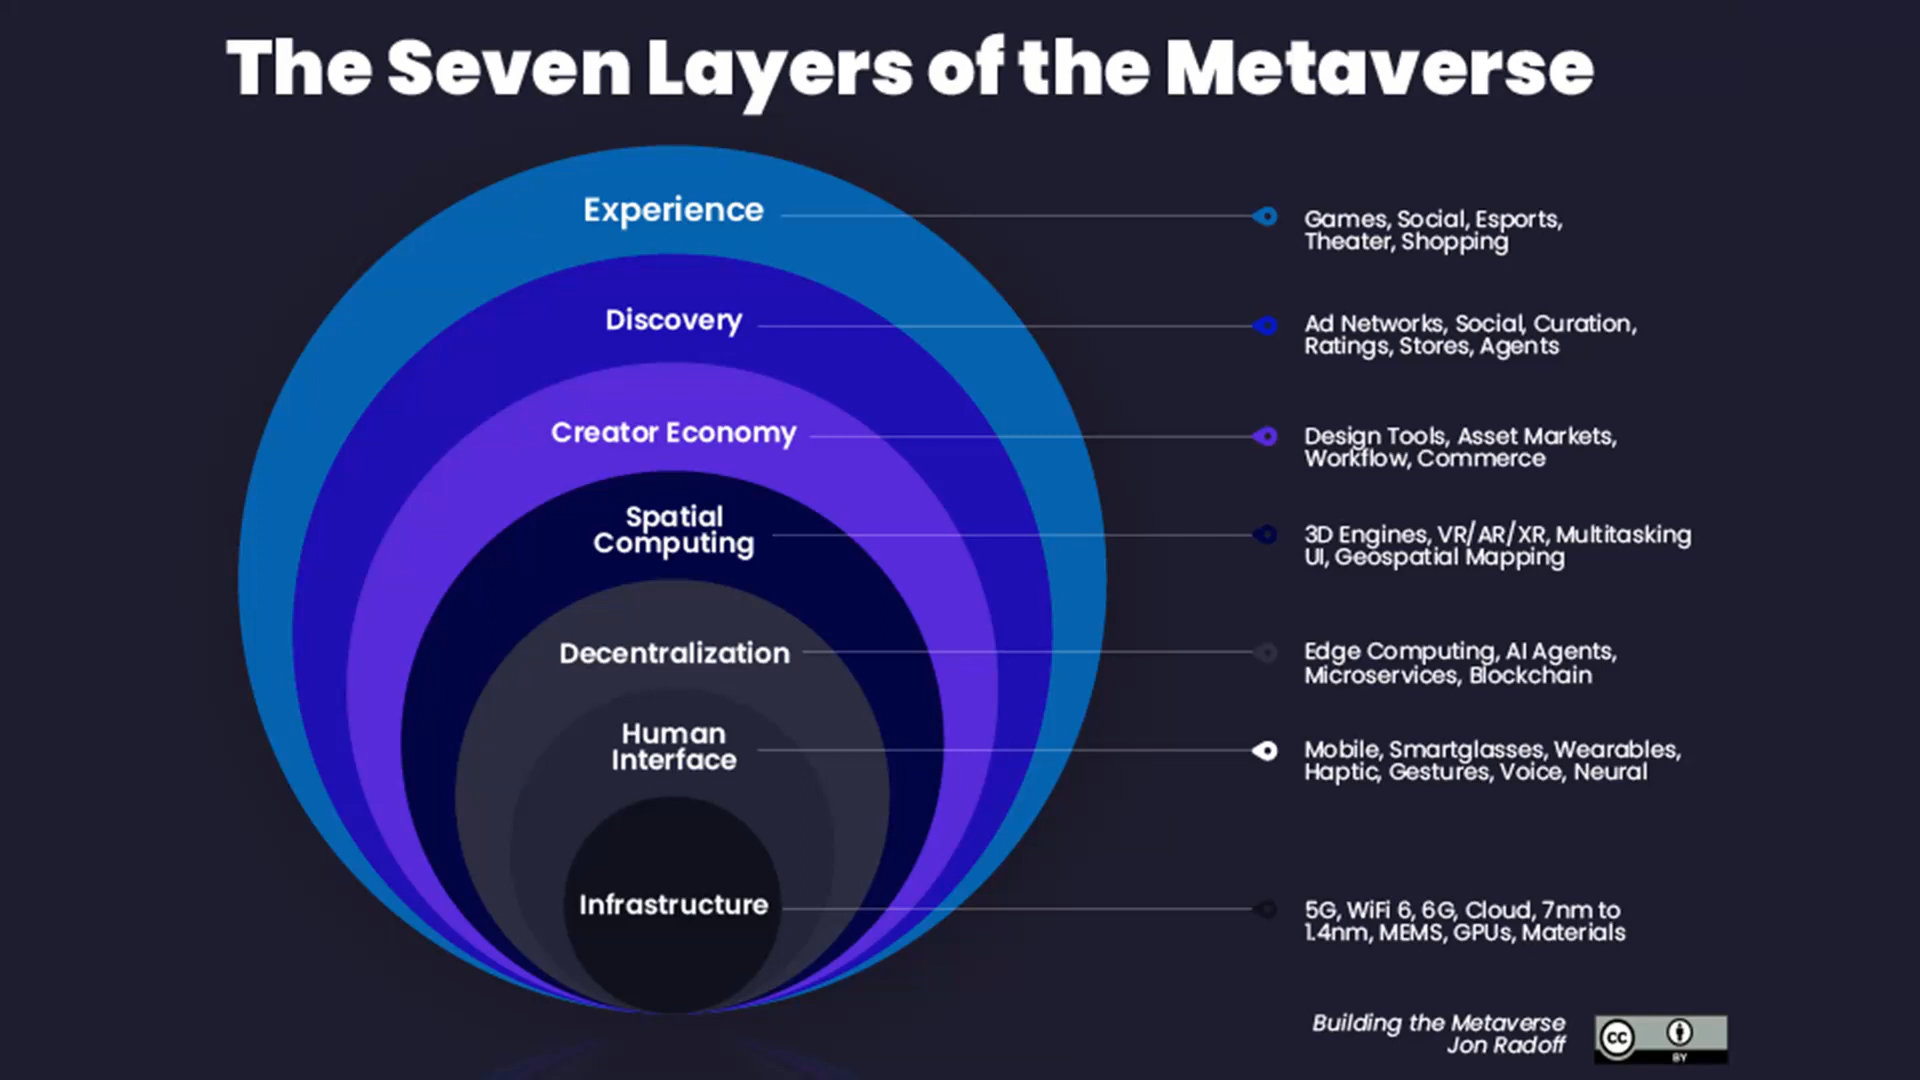 The Seven Layers of the Metaverse
Experience
Games, Social, Esports,
Theater, Shopping
Discovery
Ad Networks, Social, Curation,
Ratings, Stores, Agents
Creator Economy
Design Tools, Asset Markets,
Workflow, Commerce
Spatial
Computing
3D Engines, VR/AR/XR, Multitasking
UI, Geospatial Mapping
Decentralization
Edge Computing, AI Agents,
Microservices, Blockchain
Human
Interface
Mobile, Smartglasses, Wearables,
Haptic, Gestures, Voice, Neural
Infrastructure
5G, WiFi 6, 6G, Cloud, 7nm to
1.4nm, MEMS, GPUs, Materials
Building the Metaverse
Jon Radoff
cc
BY